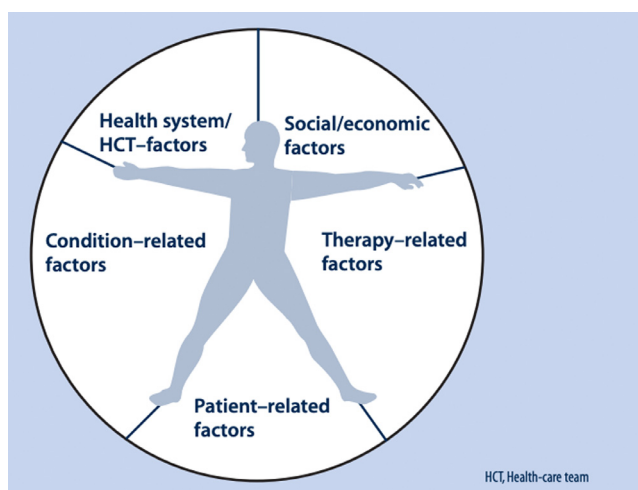 Health system/
HCT–factors
Social/economic
factors
Condition–related
factors
Therapy–related
factors
Patient–related
factors
HCT, Health-care team